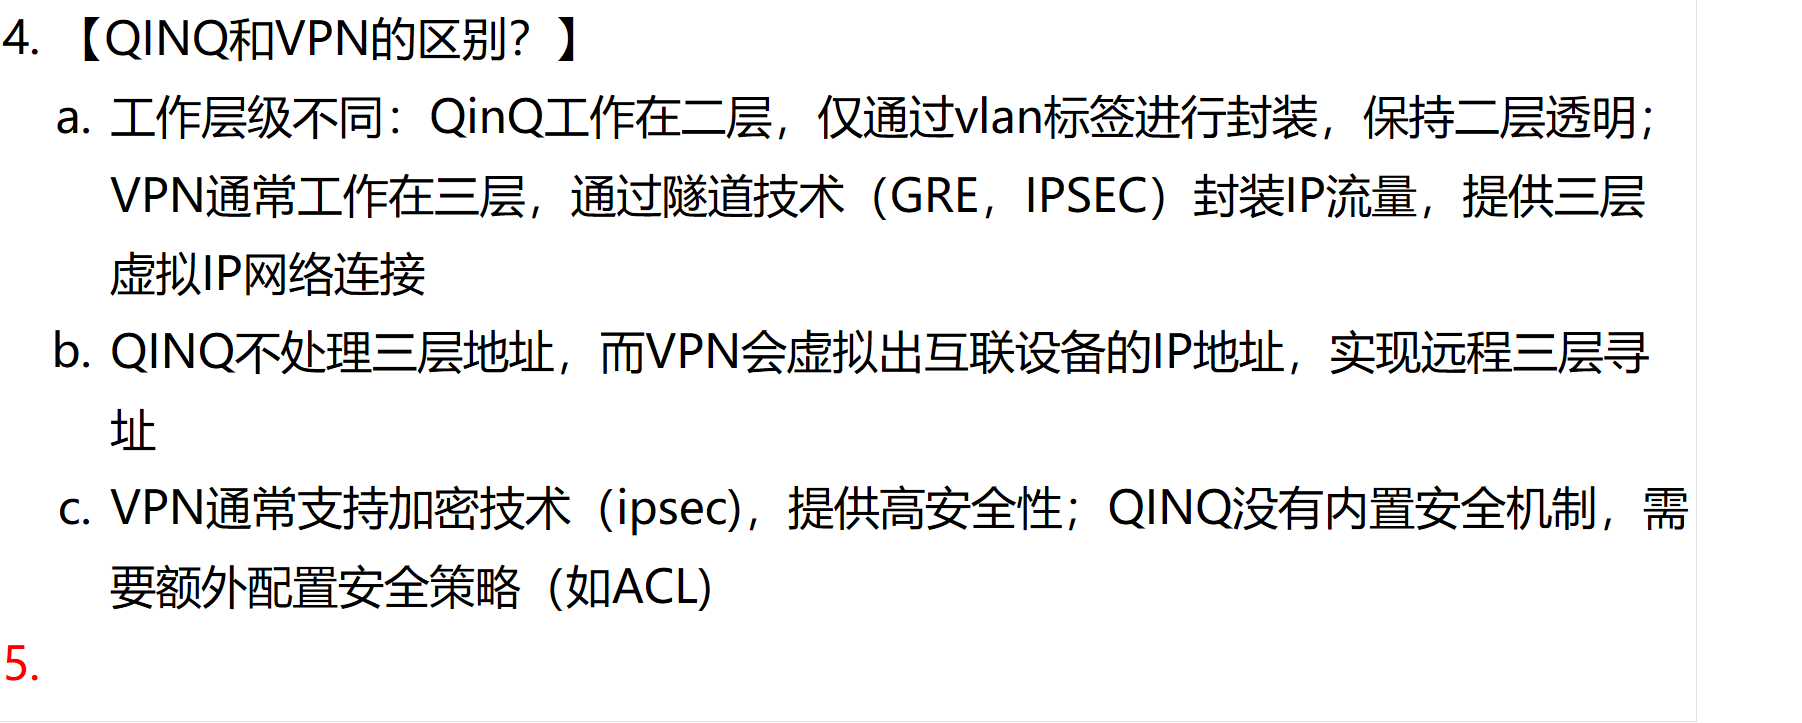 4. 【QINQ和VPN的区别？】
a. 工作层级不同：QinQ工作在二层，仅通过vlan标签进行封装，保持二层透明；
VPN通常工作在三层，通过隧道技术（GRE，IPSEC）封装IP流量，提供三层
虚拟IP网络连接
b. QINQ不处理三层地址，而VPN会虚拟出互联设备的IP地址，实现远程三层寻
址
c. VPN通常支持加密技术（ipsec)，提供高安全性；QINQ没有内置安全机制，需
要额外配置安全策略（如ACL）
5.